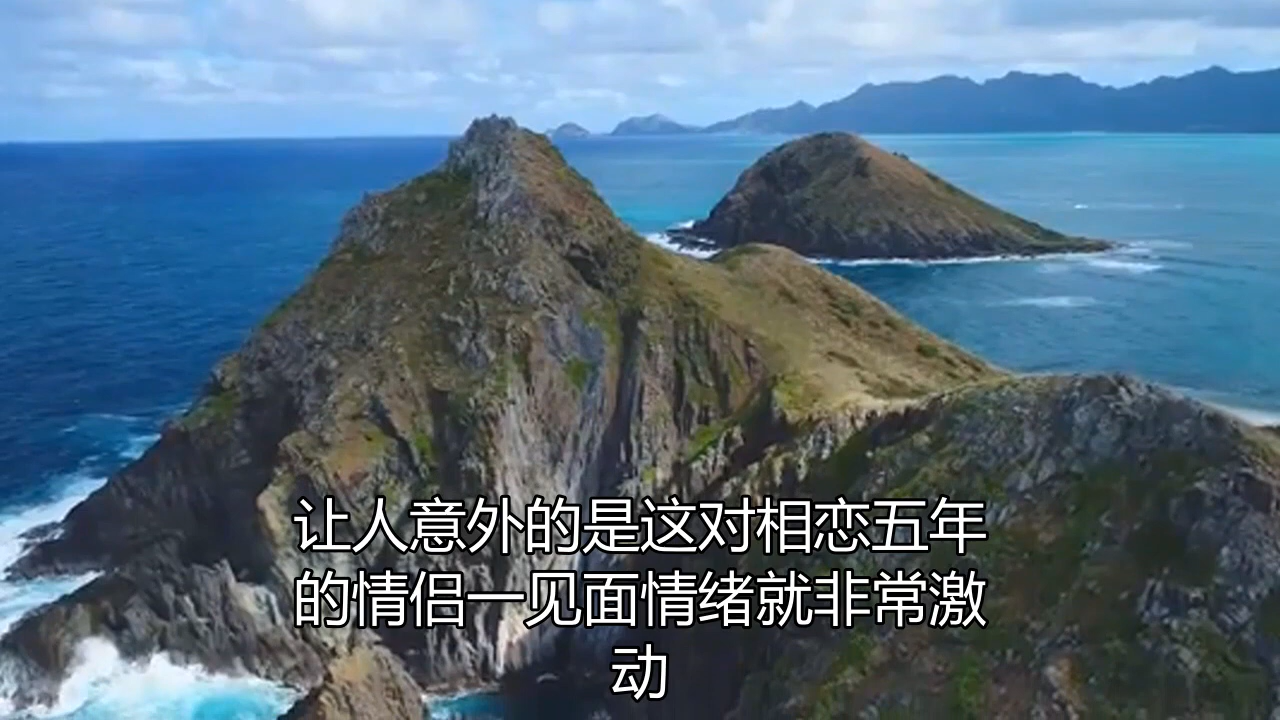 让人意外的是这对相恋五年
的情侣一见面情绪就非常激
动